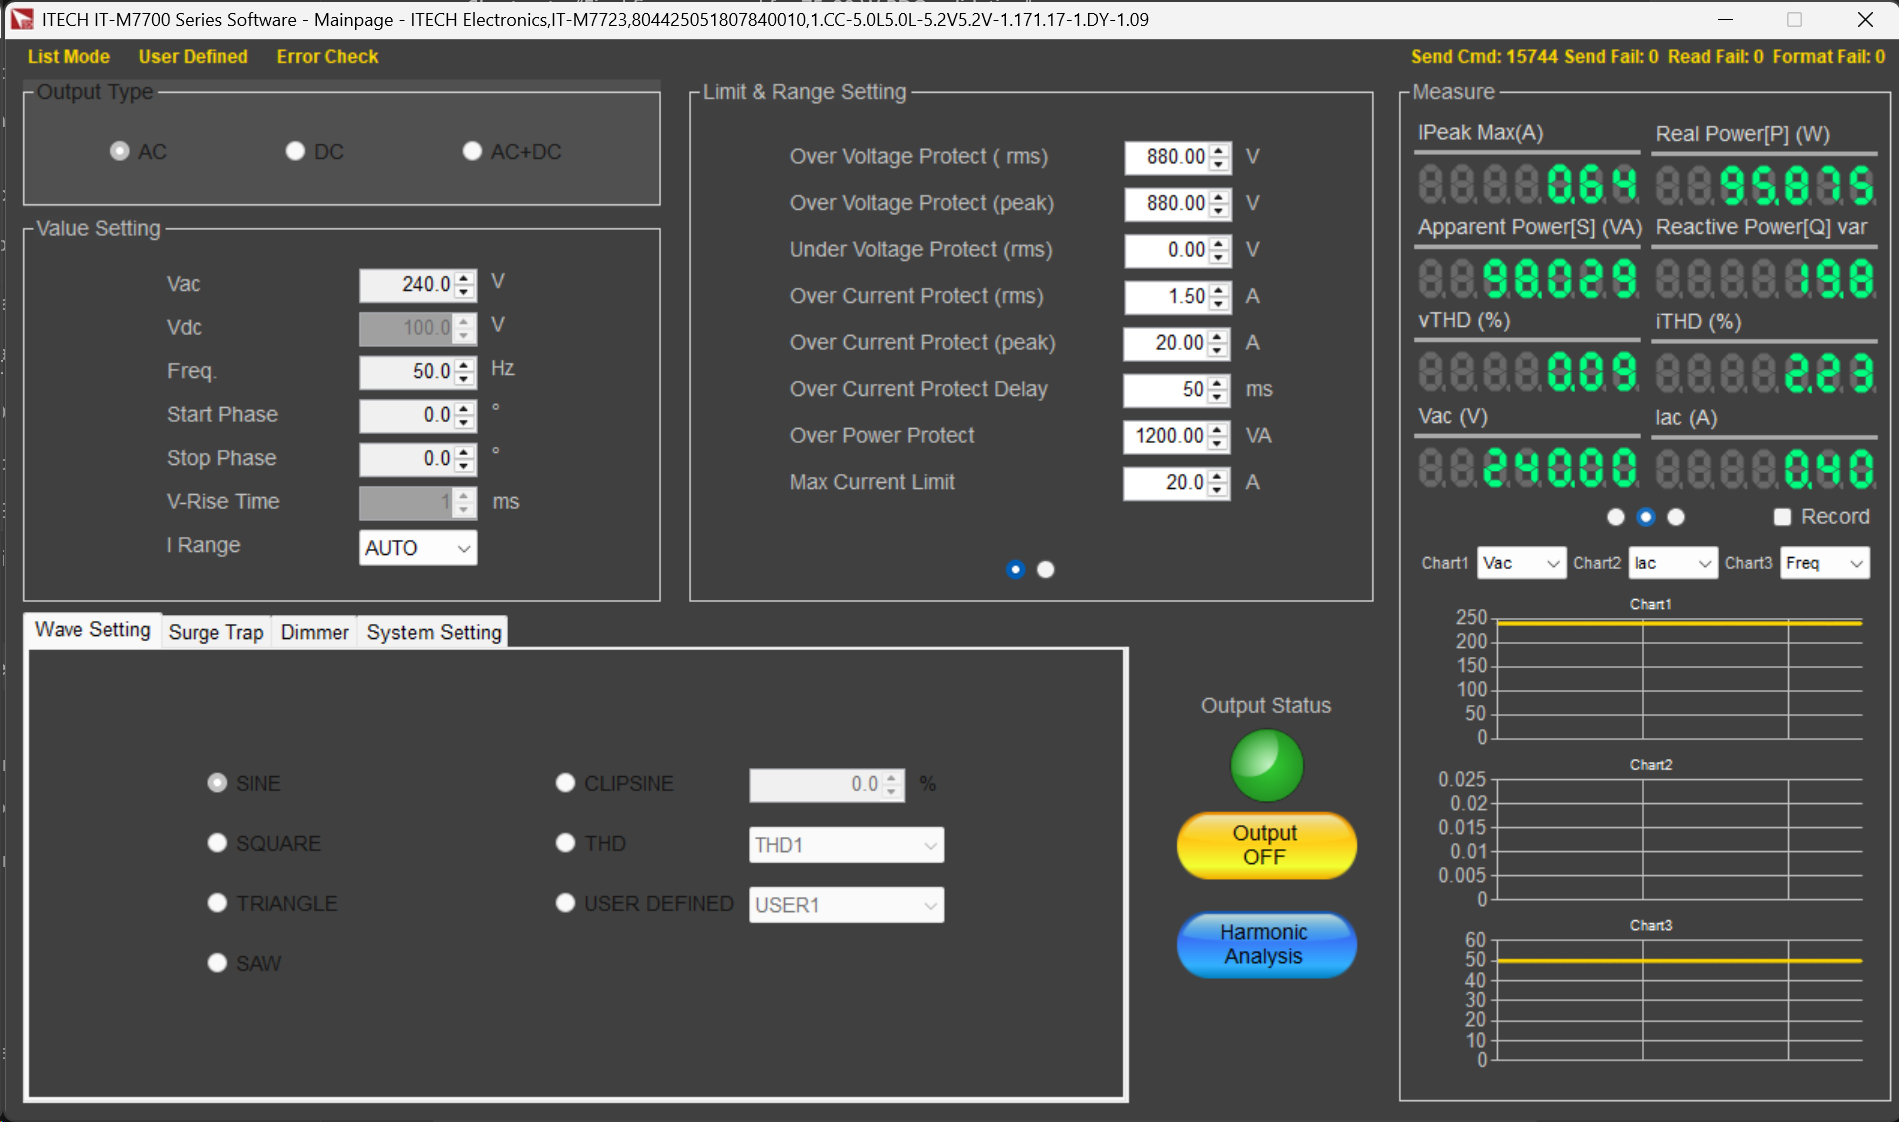 ITECH IT-M7700 Series Software - Mainpage - ITECH Electronics,IT-M7723,804425051807840010,1.CC-5.0L5.0L-5.2V5.2V-1.171.17-1.DY-1.09
List Mode User Defined Error Check
Send Cmd: 15744 Send Fail: 0 Read Fail: 0 Format Fail: 0
Output Type
AC DC AC+DC
Value Setting
Vac 240.0 V
Vdc 100.0 V
Freq. 50.0 Hz
Start Phase 0.0 °
Stop Phase 0.0 °
V-Rise Time 1 ms
I Range AUTO
Limit & Range Setting
Over Voltage Protect ( rms) 880.00 V
Over Voltage Protect (peak) 880.00 V
Under Voltage Protect (rms) 0.00 V
Over Current Protect (rms) 1.50 A
Over Current Protect (peak) 20.00 A
Over Current Protect Delay 50 ms
Over Power Protect 1200.00 VA
Max Current Limit 20.0 A
Measure
IPeak Max(A) Real Power[P] (W)
0.64 95.875
Apparent Power[S] (VA) Reactive Power[Q] var
98.029 19.8
vTHD (%) iTHD (%)
0.09 2.23
Vac (V) Iac (A)
240.00 0.40
Record
Chart1 Vac Chart2 Iac Chart3 Freq
Chart1
250
200
150
100
50
0
Chart2
0.025
0.02
0.015
0.01
0.005
0
Chart3
60
50
40
30
20
10
0
Wave Setting Surge Trap Dimmer System Setting
SINE CLIPSINE 0.0 %
SQUARE THD THD1
TRIANGLE USER DEFINED USER1
SAW
Output Status
Output
OFF
Harmonic
Analysis